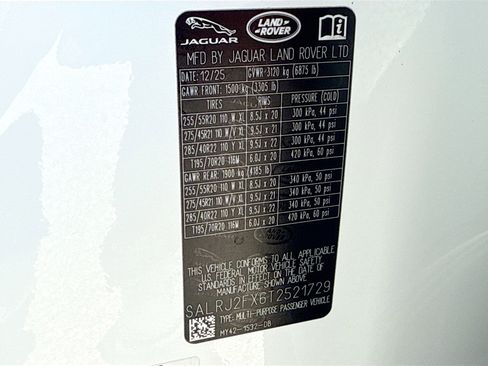 JAGUAR
LAND ROVER
MFD BY JAGUAR LAND ROVER LTD
DATE: 12/25 GVWR-3120 kg (6875 lb)
GAWR FRONT: 1500 kg (3305 lb)
TIRES RIMS PRESSURE (COLD)
255/55R20 110 W XL 8.5J x 20 300 kPa, 44 psi
275/45R21 110 W/V XL 9.5J x 21 300 kPa, 44 psi
285/40R22 110 Y XL 9.5J x 22 300 kPa, 44 psi
T195/70R20 116M 6.0J x 20 420 kPa, 60 psi
GAWR REAR: 1900 kg (4185 lb)
255/55R20 110 W XL 8.5J x 20 340 kPa, 50 psi
275/45R21 110 W/V XL 9.5J x 21 340 kPa, 50 psi
285/40R22 110 Y XL 9.5J x 22 340 kPa, 50 psi
T195/70R20 116M 6.0J x 20 420 kPa, 60 psi
THIS VEHICLE CONFORMS TO ALL APPLICABLE
U.S. FEDERAL MOTOR VEHICLE SAFETY STANDARDS
IN EFFECT ON THE DATE OF MANUFACTURE
SHOWN ABOVE.
SALRJ2FX6T2521729
TYPE: MULTI-PURPOSE PASSENGER VEHICLE
MY42-1532-DB